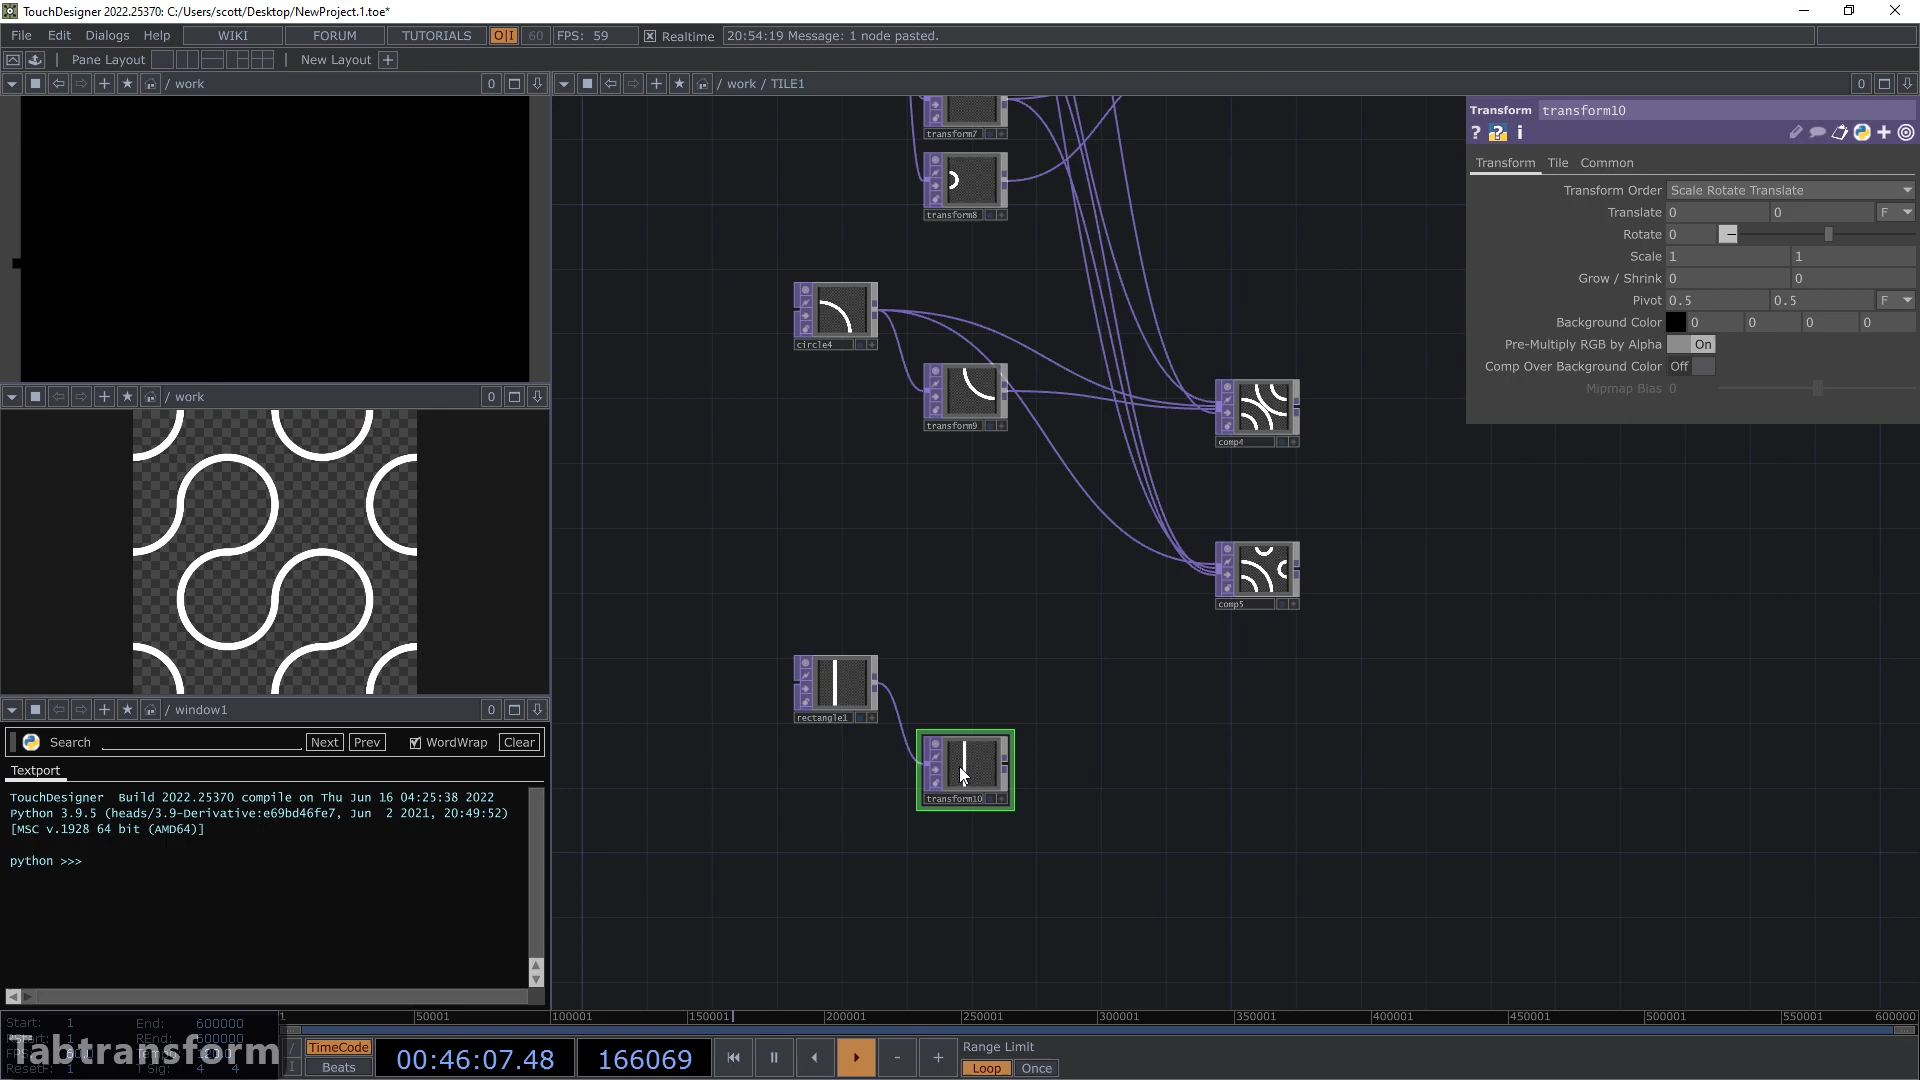 TouchDesigner 2022.25370: C:/Users/scott/Desktop/NewProject.1.toe*
File Edit Dialogs Help WIKI FORUM TUTORIALS O|I 60 FPS: 59 Realtime 20:54:19 Message: 1 node pasted.
Pane Layout New Layout
/ work 0
/ work / TILE1 0
transform7
transform8
circle4
transform9
comp4
comp5
rectangle1
transform10
Transform transform10
? ? i
Transform Tile Common
Transform Order Scale Rotate Translate
Translate 0 0 F
Rotate 0
Scale 1 1
Grow / Shrink 0 0
Pivot 0.5 0.5 F
Background Color 0 0 0 0
Pre-Multiply RGB by Alpha On
Comp Over Background Color Off
Mipmap Bias 0
/ work 0
/ window1 0
Search Next Prev WordWrap Clear
Textport
TouchDesigner  Build 2022.25370 compile on Thu Jun 16 04:25:38 2022
Python 3.9.5 (heads/3.9-Derivative:e69bd46fe7, Jun  2 2021, 20:49:52)
[MSC v.1928 64 bit (AMD64)]
python >>>
1 50001 100001 150001 200001 250001 300001 350001 400001 450001 500001 550001 600000
Start: 1 End: 600000
Tabtransform
TimeCode
Beats
00:46:07.48 166069
- +
Range Limit
Loop Once